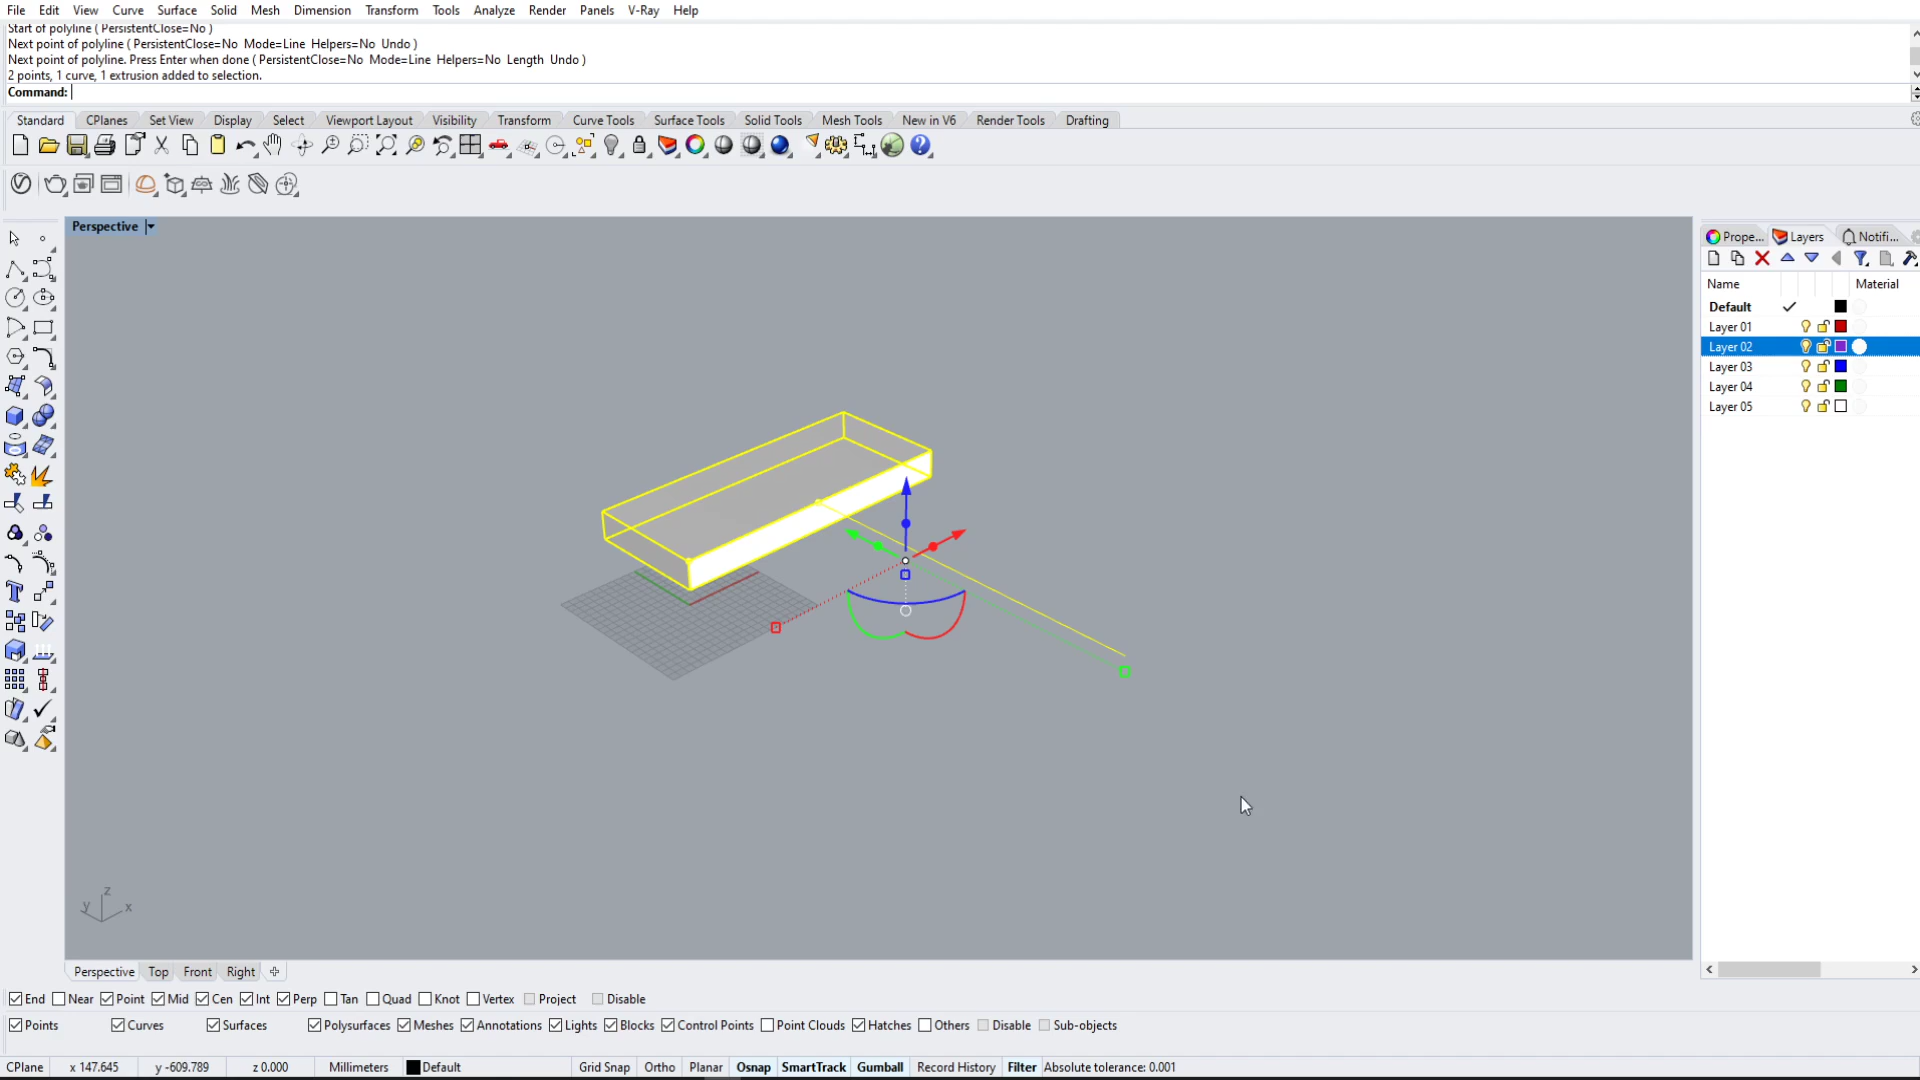 File Edit View Curve Surface Solid Mesh Dimension Transform Tools Analyze Render Panels V-Ray Help
Start of polyline ( PersistentClose=No )
Next point of polyline ( PersistentClose=No Mode=Line Helpers=No Undo )
Next point of polyline. Press Enter when done ( PersistentClose=No Mode=Line Helpers=No Length Undo )
2 points, 1 curve, 1 extrusion added to selection.
Command:
Standard CPlanes Set View Display Select Viewport Layout Visibility Transform Curve Tools Surface Tools Solid Tools Mesh Tools New in V6 Render Tools Drafting
Perspective
Prope... Layers Notifi...
Name Material
Default
Layer 01
Layer 02
Layer 03
Layer 04
Layer 05
z
y x
Perspective Top Front Right
End Near Point Mid Cen Int Perp Tan Quad Knot Vertex Project Disable
Points Curves Surfaces Polysurfaces Meshes Annotations Lights Blocks Control Points Point Clouds Hatches Others Disable Sub-objects
CPlane x 147.645 y -609.789 z 0.000 Millimeters Default Grid Snap Ortho Planar Osnap SmartTrack Gumball Record History Filter Absolute tolerance: 0.001